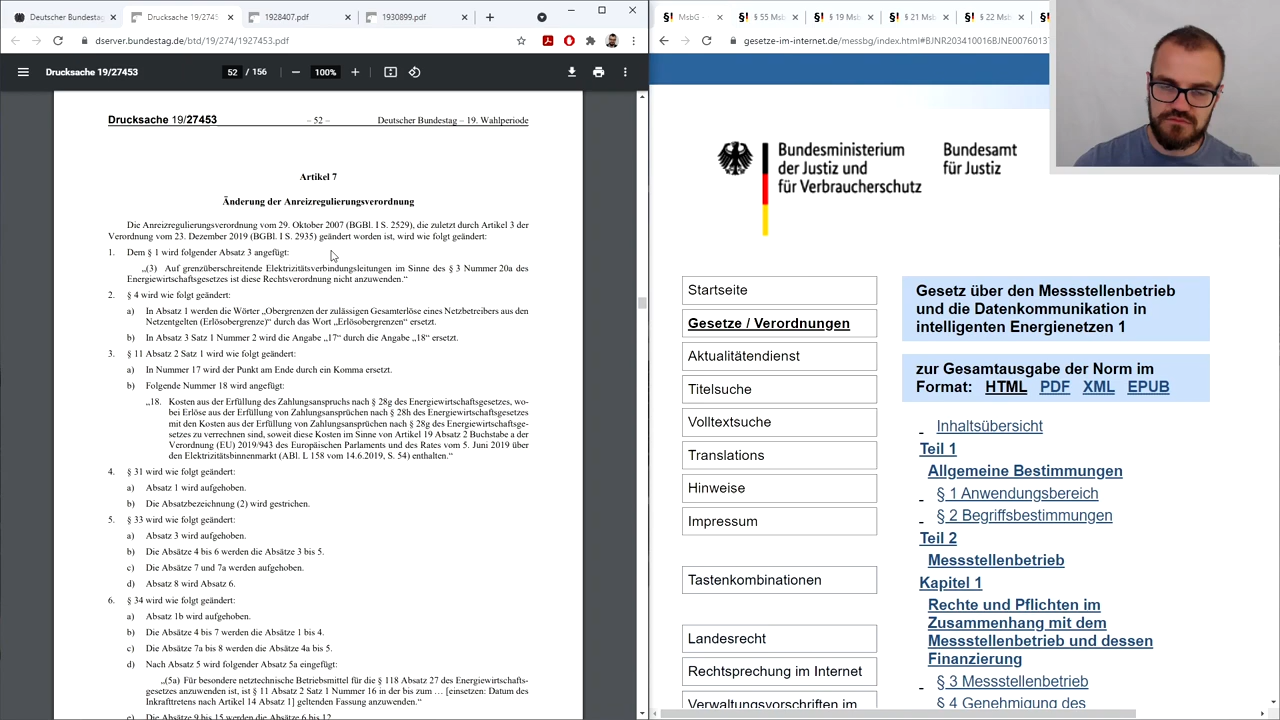 Deutscher Bundestag
Drucksache 19/2745
1928407.pdf
1930899.pdf
dserver.bundestag.de/btd/19/274/1927453.pdf
Drucksache 19/27453
52 / 156
100%
Drucksache 19/27453
– 52 –
Deutscher Bundestag – 19. Wahlperiode
Artikel 7
Änderung der Anreizregulierungsverordnung
Die Anreizregulierungsverordnung vom 29. Oktober 2007 (BGBl. I S. 2529), die zuletzt durch Artikel 3 der
Verordnung vom 23. Dezember 2019 (BGBl. I S. 2935) geändert worden ist, wird wie folgt geändert:
1. Dem § 1 wird folgender Absatz 3 angefügt:
„(3) Auf grenzüberschreitende Elektrizitätsverbindungsleitungen im Sinne des § 3 Nummer 20a des
Energiewirtschaftsgesetzes ist diese Rechtsverordnung nicht anzuwenden.“
2. § 4 wird wie folgt geändert:
a) In Absatz 1 werden die Wörter „Obergrenzen der zulässigen Gesamterlöse eines Netzbetreibers aus den
Netzentgelten (Erlösobergrenze)“ durch das Wort „Erlösobergrenzen“ ersetzt.
b) In Absatz 3 Satz 1 Nummer 2 wird die Angabe „17“ durch die Angabe „18“ ersetzt.
3. § 11 Absatz 2 Satz 1 wird wie folgt geändert:
a) In Nummer 17 wird der Punkt am Ende durch ein Komma ersetzt.
b) Folgende Nummer 18 wird angefügt:
„18. Kosten aus der Erfüllung des Zahlungsanspruchs nach § 28g des Energiewirtschaftsgesetzes, wo-
bei Erlöse aus der Erfüllung von Zahlungsansprüchen nach § 28h des Energiewirtschaftsgesetzes
mit den Kosten aus der Erfüllung von Zahlungsansprüchen nach § 28g des Energiewirtschaftsge-
setzes zu verrechnen sind, soweit diese Kosten im Sinne von Artikel 19 Absatz 2 Buchstabe a der
Verordnung (EU) 2019/943 des Europäischen Parlaments und des Rates vom 5. Juni 2019 über
den Elektrizitätsbinnenmarkt (ABl. L 158 vom 14.6.2019, S. 54) enthalten.“
4. § 31 wird wie folgt geändert:
a) Absatz 1 wird aufgehoben.
b) Die Absatzbezeichnung (2) wird gestrichen.
5. § 33 wird wie folgt geändert:
a) Absatz 3 wird aufgehoben.
b) Die Absätze 4 bis 6 werden die Absätze 3 bis 5.
c) Die Absätze 7 und 7a werden aufgehoben.
d) Absatz 8 wird Absatz 6.
6. § 34 wird wie folgt geändert:
a) Absatz 1b wird aufgehoben.
b) Die Absätze 4 bis 7 werden die Absätze 1 bis 4.
c) Die Absätze 7a bis 8 werden die Absätze 4a bis 5.
d) Nach Absatz 5 wird folgender Absatz 5a eingefügt:
„(5a) Für besondere netztechnische Betriebsmittel für die § 118 Absatz 27 des Energiewirtschafts-
gesetzes anzuwenden ist, ist § 11 Absatz 2 Satz 1 Nummer 16 in der bis zum … [einsetzen: Datum des
Inkrafttretens nach Artikel 14 Absatz 1] geltenden Fassung anzuwenden.“
e) Die Absätze 9 bis 15 werden die Absätze 6 bis 12.
MsbG -
§ 55 Msb
§ 19 Msb
§ 21 Msb
§ 22 Msb
gesetze-im-internet.de/messbg/index.html#BJNR203410016BJNE0076013
Bundesministerium
der Justiz und
für Verbraucherschutz
Bundesamt
für Justiz
Startseite
Gesetze / Verordnungen
Aktualitätendienst
Titelsuche
Volltextsuche
Translations
Hinweise
Impressum
Tastenkombinationen
Landesrecht
Rechtsprechung im Internet
Verwaltungsvorschriften im
Gesetz über den Messstellenbetrieb
und die Datenkommunikation in
intelligenten Energienetzen 1
zur Gesamtausgabe der Norm im
Format: HTML PDF XML EPUB
Inhaltsübersicht
Teil 1
Allgemeine Bestimmungen
§ 1 Anwendungsbereich
§ 2 Begriffsbestimmungen
Teil 2
Messstellenbetrieb
Kapitel 1
Rechte und Pflichten im
Zusammenhang mit dem
Messstellenbetrieb und dessen
Finanzierung
§ 3 Messstellenbetrieb
§ 4 Genehmigung des